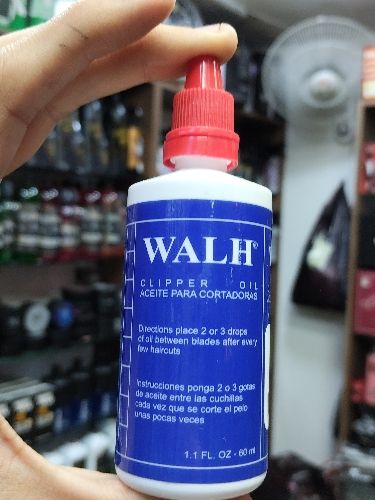 WALH®
CLIPPER OIL
ACEITE PARA CORTADORAS
Directions place 2 or 3 drops
of oil between blades after every
few haircuts
Instrucciones ponga 2 o 3 gotas
de aceite entre las cuchillas
cada vez que se corte el pelo
unas pocas veces
1.1 FL. OZ - 60 ml